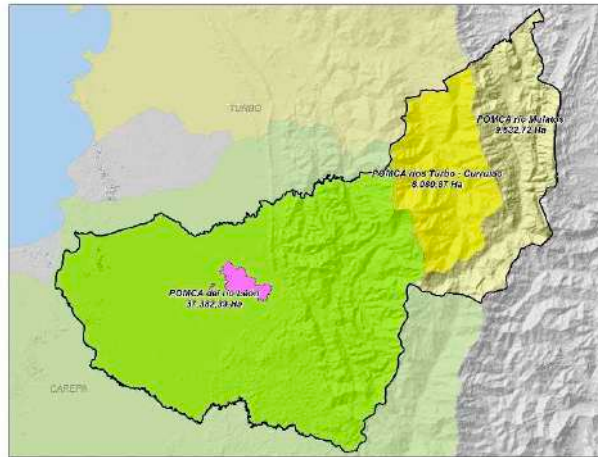 TURBO
POMCA río Mulatos
9.532,72 Ha
POMCA ríos Turbo - Currulao
8.080,87 Ha
POMCA del río León
37.382,39 Ha
CAREPA